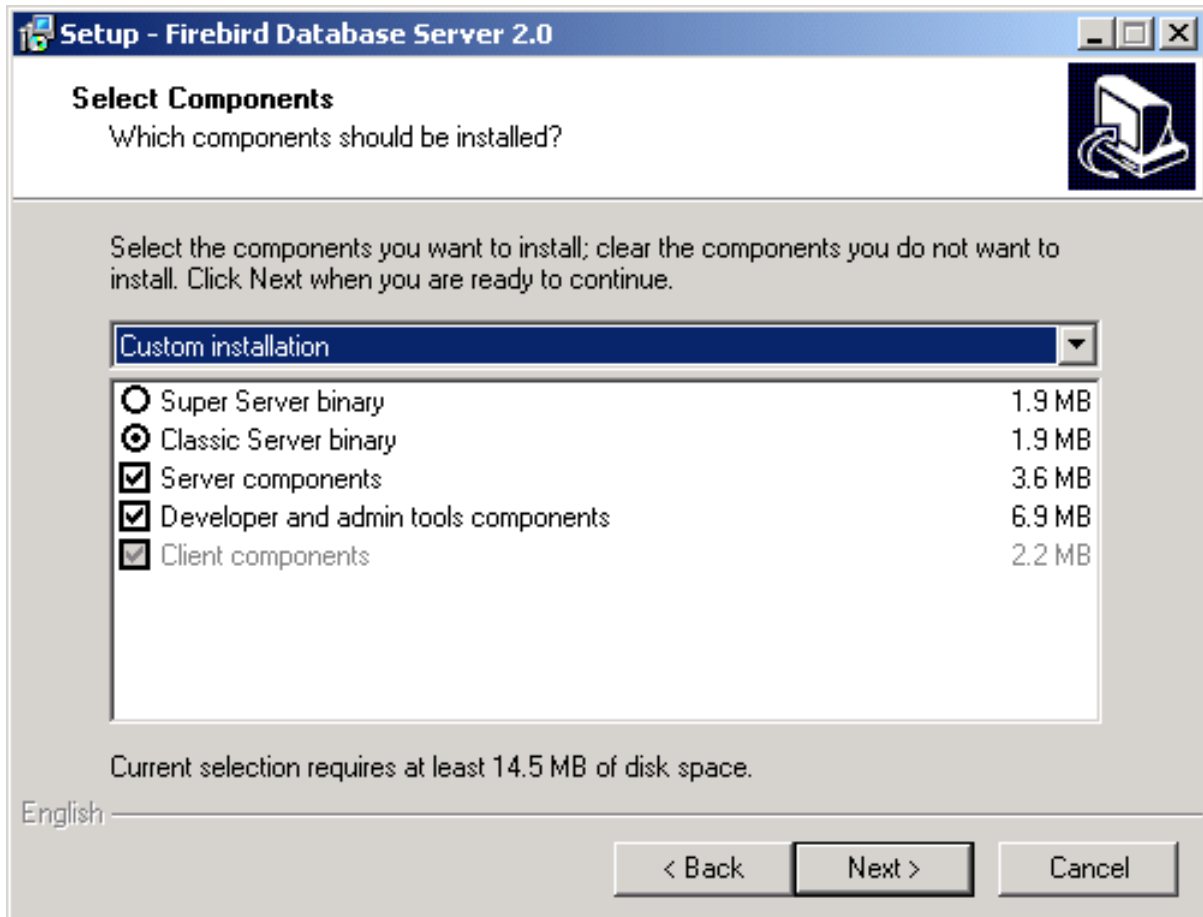 Setup - Firebird Database Server 2.0
Select Components
Which components should be installed?
Select the components you want to install; clear the components you do not want to
install. Click Next when you are ready to continue.
Custom installation
Super Server binary 1.9 MB
Classic Server binary 1.9 MB
Server components 3.6 MB
Developer and admin tools components 6.9 MB
Client components 2.2 MB
Current selection requires at least 14.5 MB of disk space.
English
< Back Next > Cancel